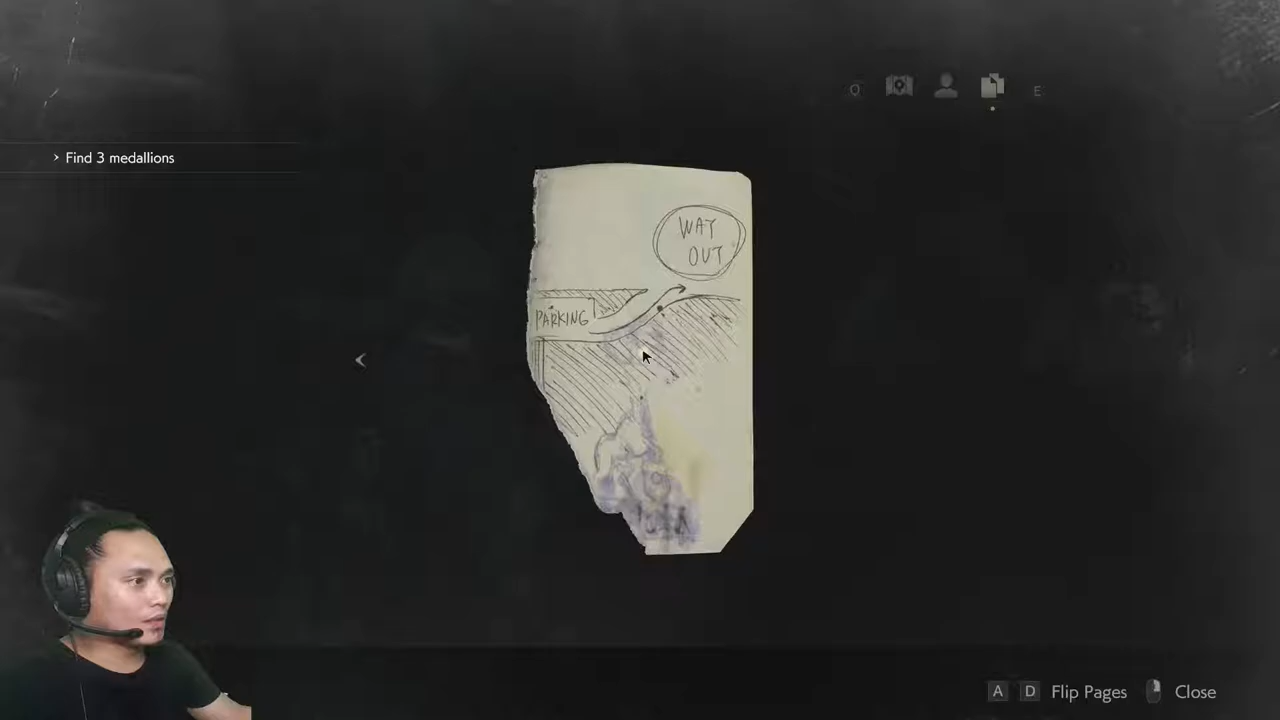 Q
E
> Find 3 medallions
WAY
OUT
PARKING
<
A D Flip Pages Close